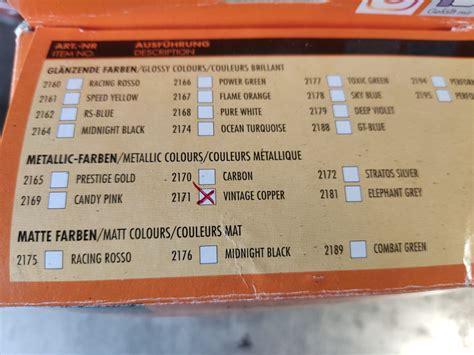 ART.-NR AUSFÜHRUNG
ITEM NO. DESCRIPTION
GLÄNZENDE FARBEN/GLOSSY COLOURS/COULEURS BRILLANT
2160 RACING ROSSO 2166 POWER GREEN 2177 TOXIC GREEN 2194
2161 SPEED YELLOW 2167 FLAME ORANGE 2178 SKY BLUE 2195
2162 RS-BLUE 2168 PURE WHITE 2179 DEEP VIOLET
2164 MIDNIGHT BLACK 2174 OCEAN TURQUOISE 2188 GT-BLUE
METALLIC-FARBEN/METALLIC COLOURS/COULEURS MÉTALLIQUE
2165 PRESTIGE GOLD 2170 CARBON 2172 STRATOS SILVER
2169 CANDY PINK 2171 VINTAGE COPPER 2181 ELEPHANT GREY
MATTE FARBEN/MATT COLOURS/COULEURS MAT
2175 RACING ROSSO 2176 MIDNIGHT BLACK 2189 COMBAT GREEN